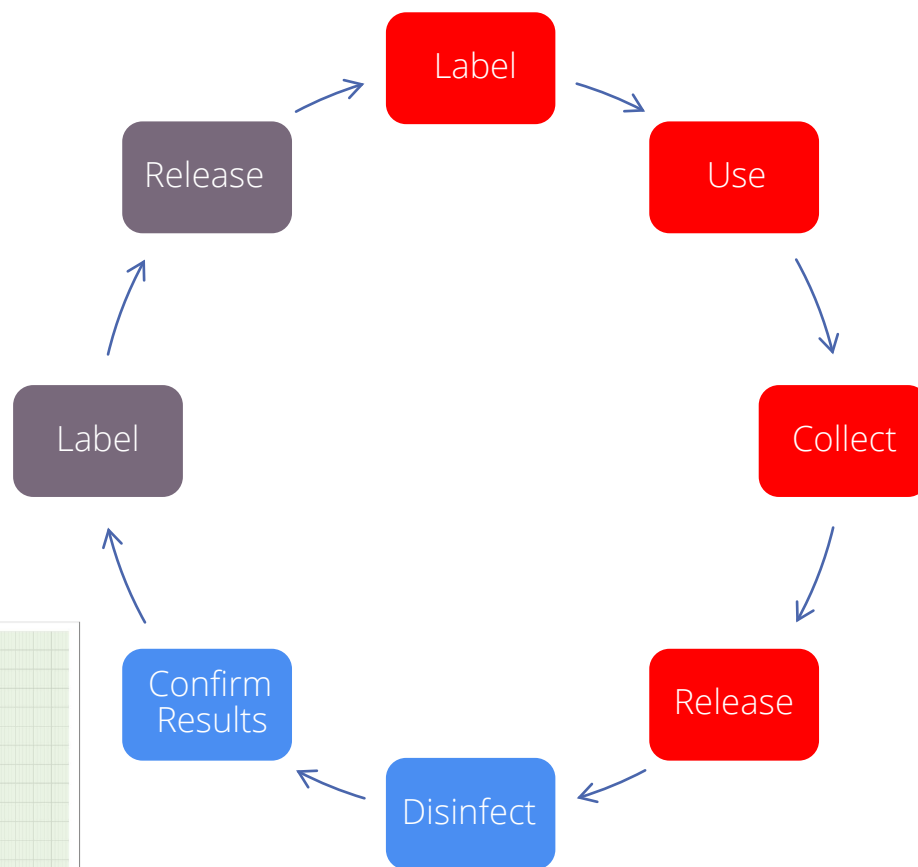 Label
Use
Collect
Release
Disinfect
Confirm
Results
Label
Release